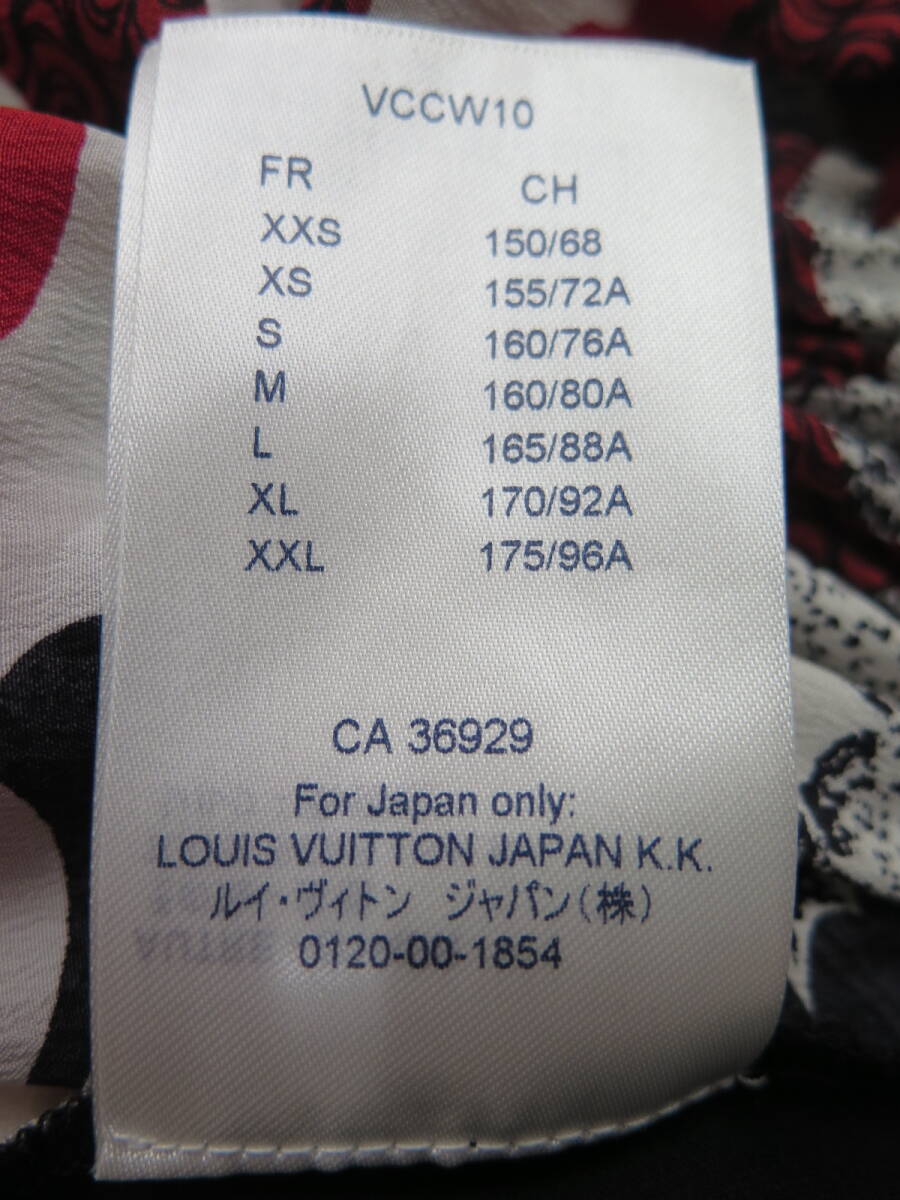 VCCW10
FR CH
XXS 150/68
XS 155/72A
S 160/76A
M 160/80A
L 165/88A
XL 170/92A
XXL 175/96A
CA 36929
For Japan only:
LOUIS VUITTON JAPAN K.K.
ルイ・ヴィトン ジャパン(株)
0120-00-1854